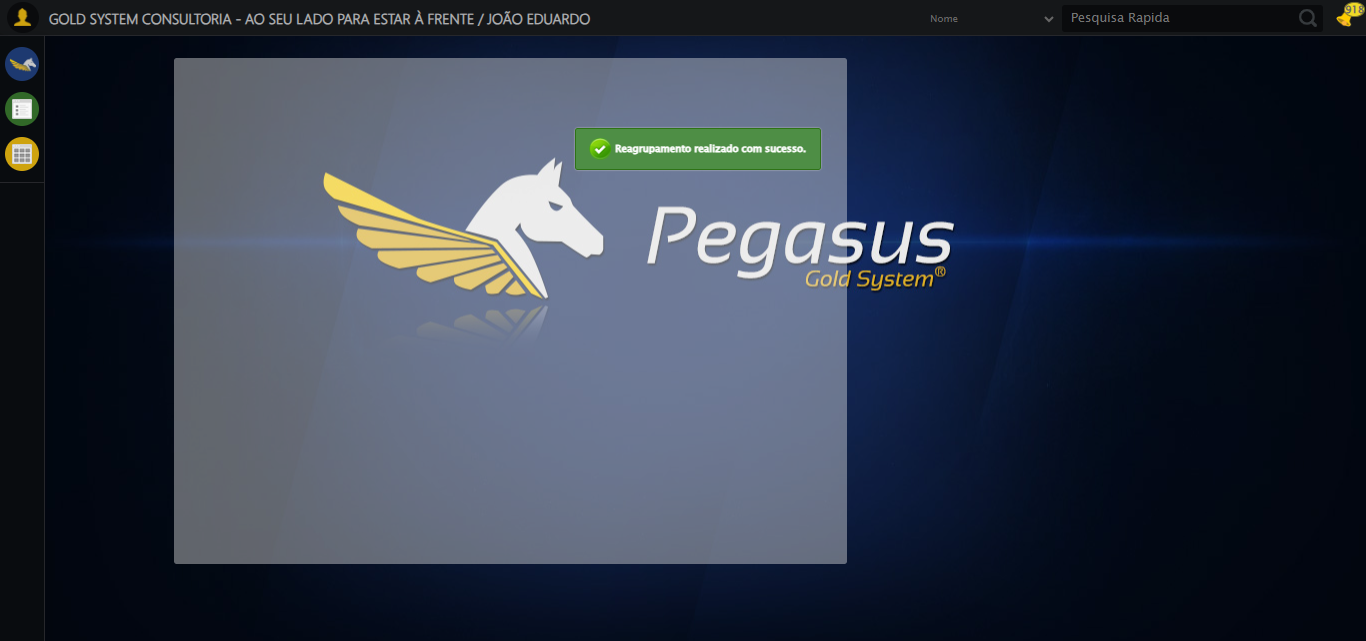 GOLD SYSTEM CONSULTORIA - AO SEU LADO PARA ESTAR À FRENTE / JOÃO EDUARDO
Nome
Pesquisa Rapida
918
Reagrupamento realizado com sucesso.
Pegasus
Gold System®